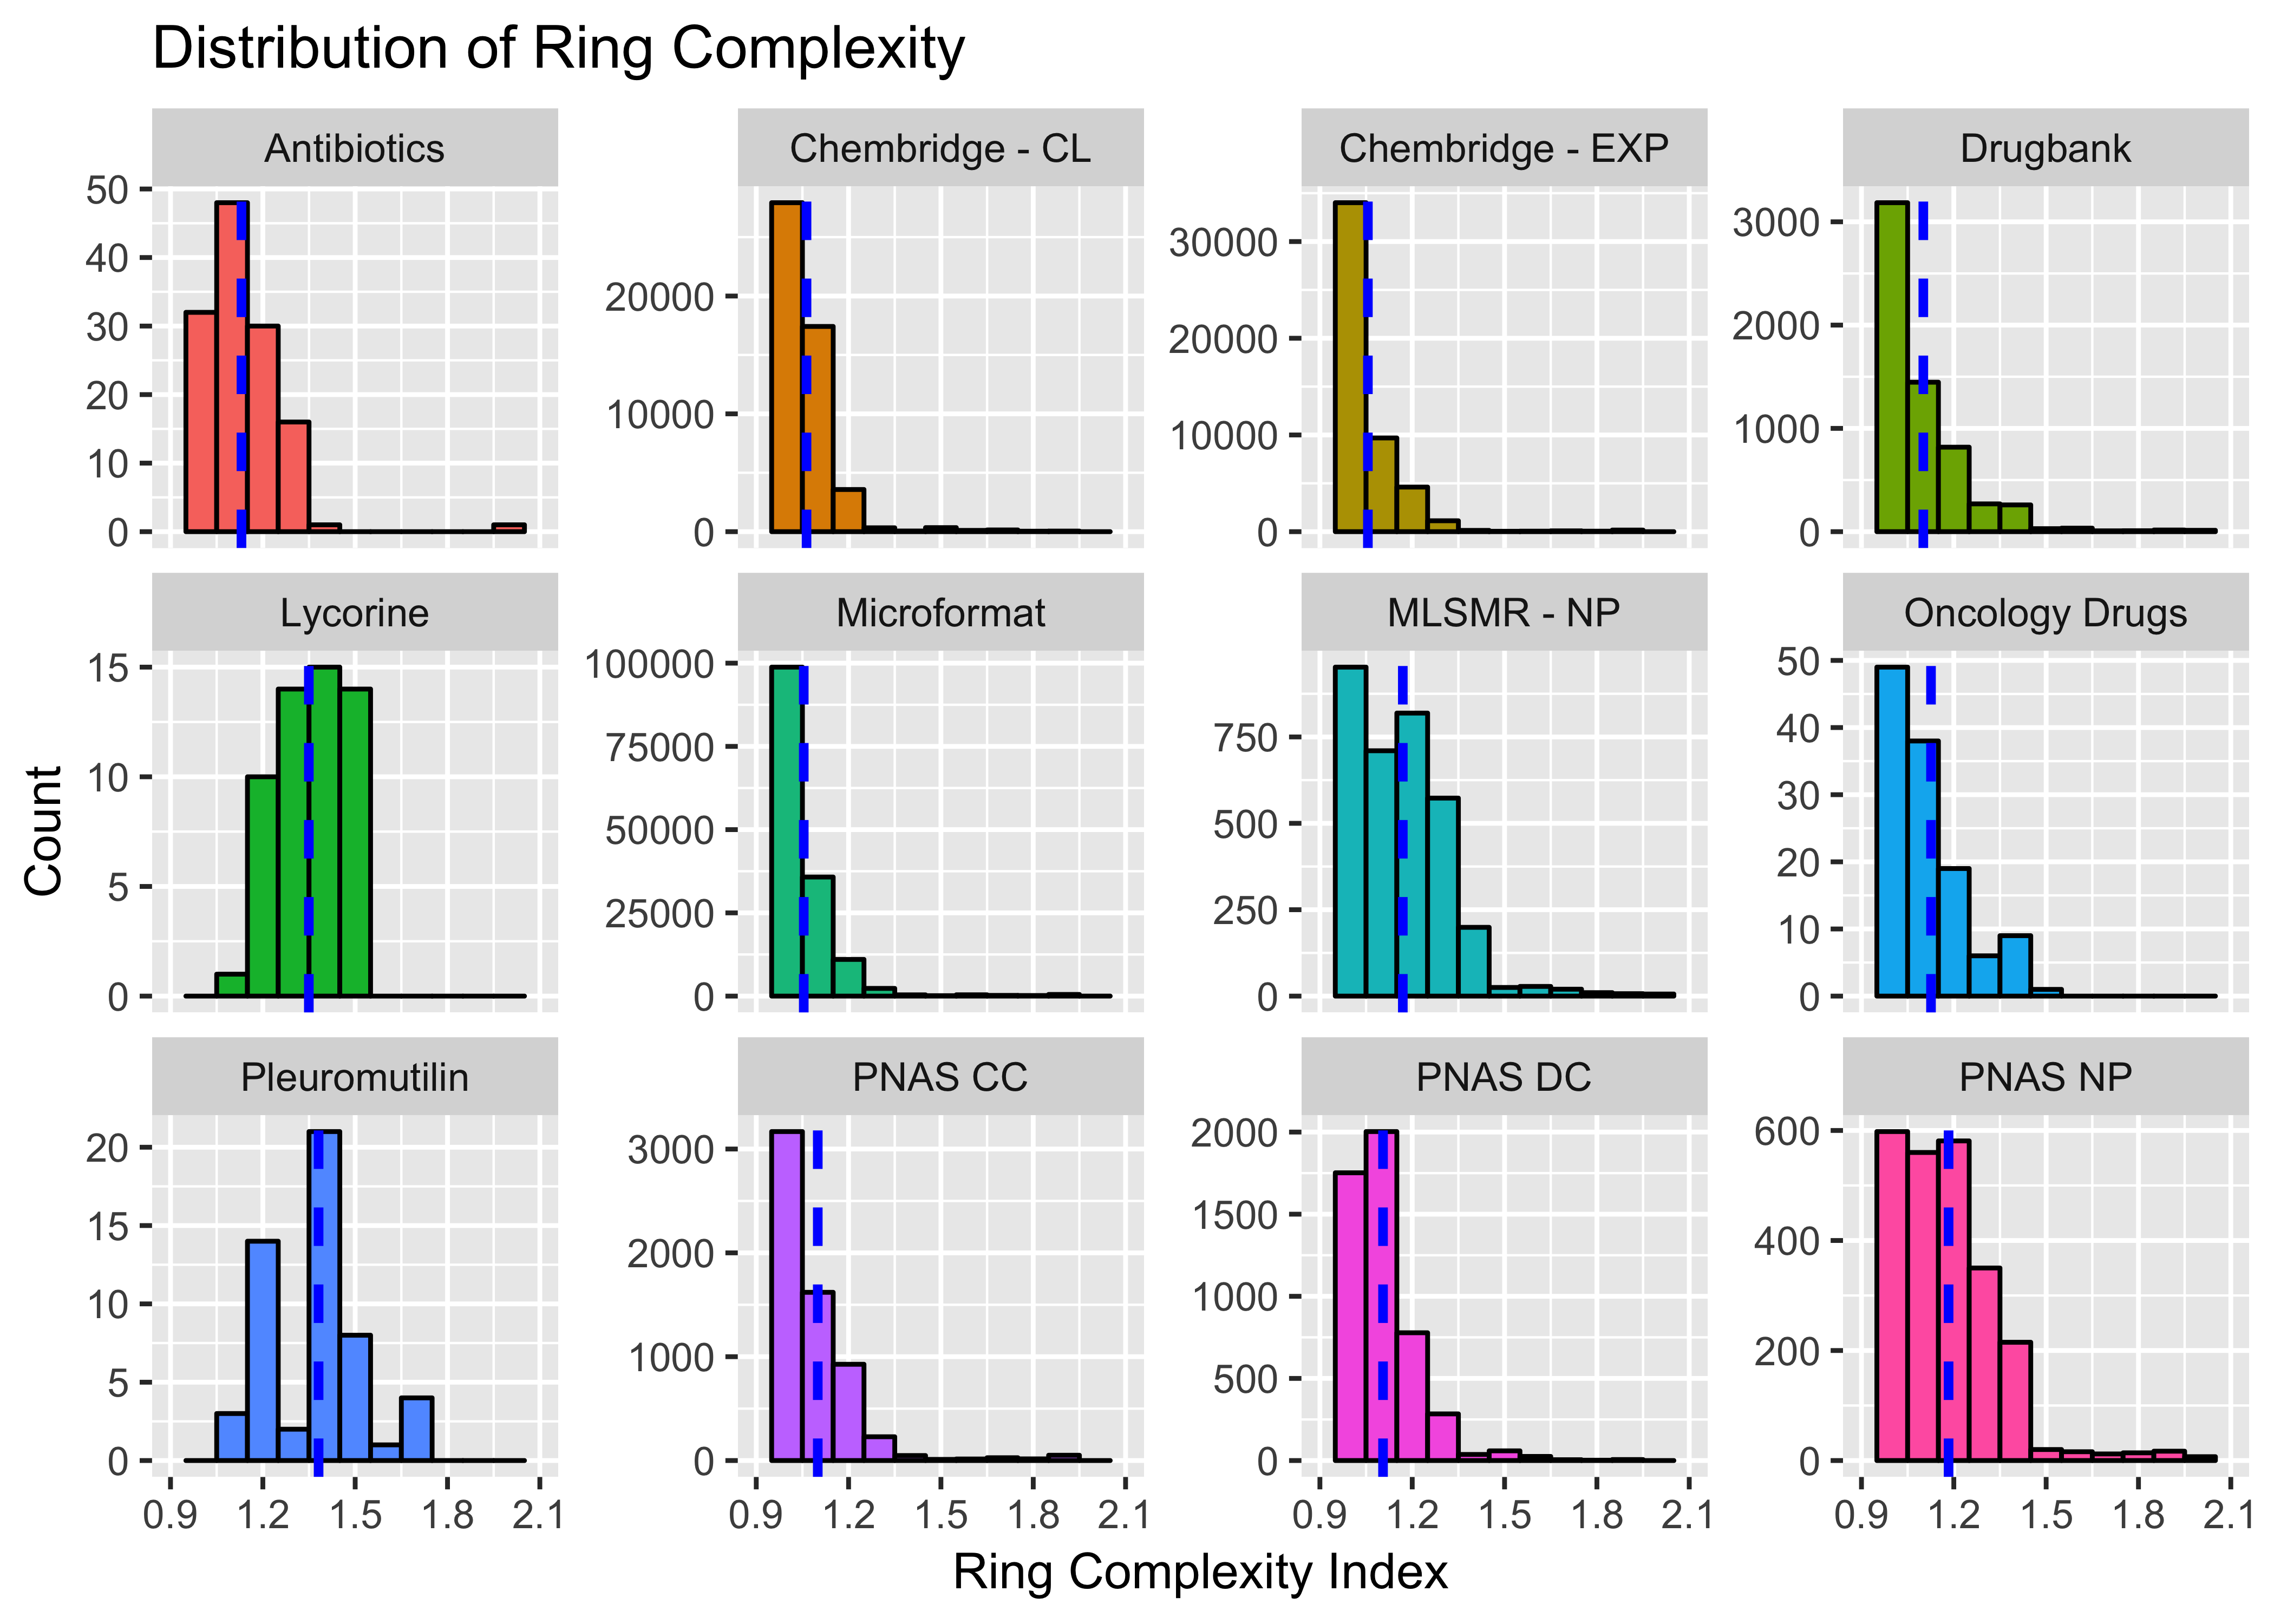 Distribution of Ring Complexity
Antibiotics
Chembridge - CL
Chembridge - EXP
Drugbank
50
40
30
20
10
0
20000
10000
0
30000
20000
10000
0
3000
2000
1000
0
Lycorine
Microformat
MLSMR - NP
Oncology Drugs
15
10
5
0
100000
75000
50000
25000
0
750
500
250
0
50
40
30
20
10
0
Pleuromutilin
PNAS CC
PNAS DC
PNAS NP
20
15
10
5
0
3000
2000
1000
0
2000
1500
1000
500
0
600
400
200
0
0.9 1.2 1.5 1.8 2.1
0.9 1.2 1.5 1.8 2.1
0.9 1.2 1.5 1.8 2.1
0.9 1.2 1.5 1.8 2.1
Ring Complexity Index
Count